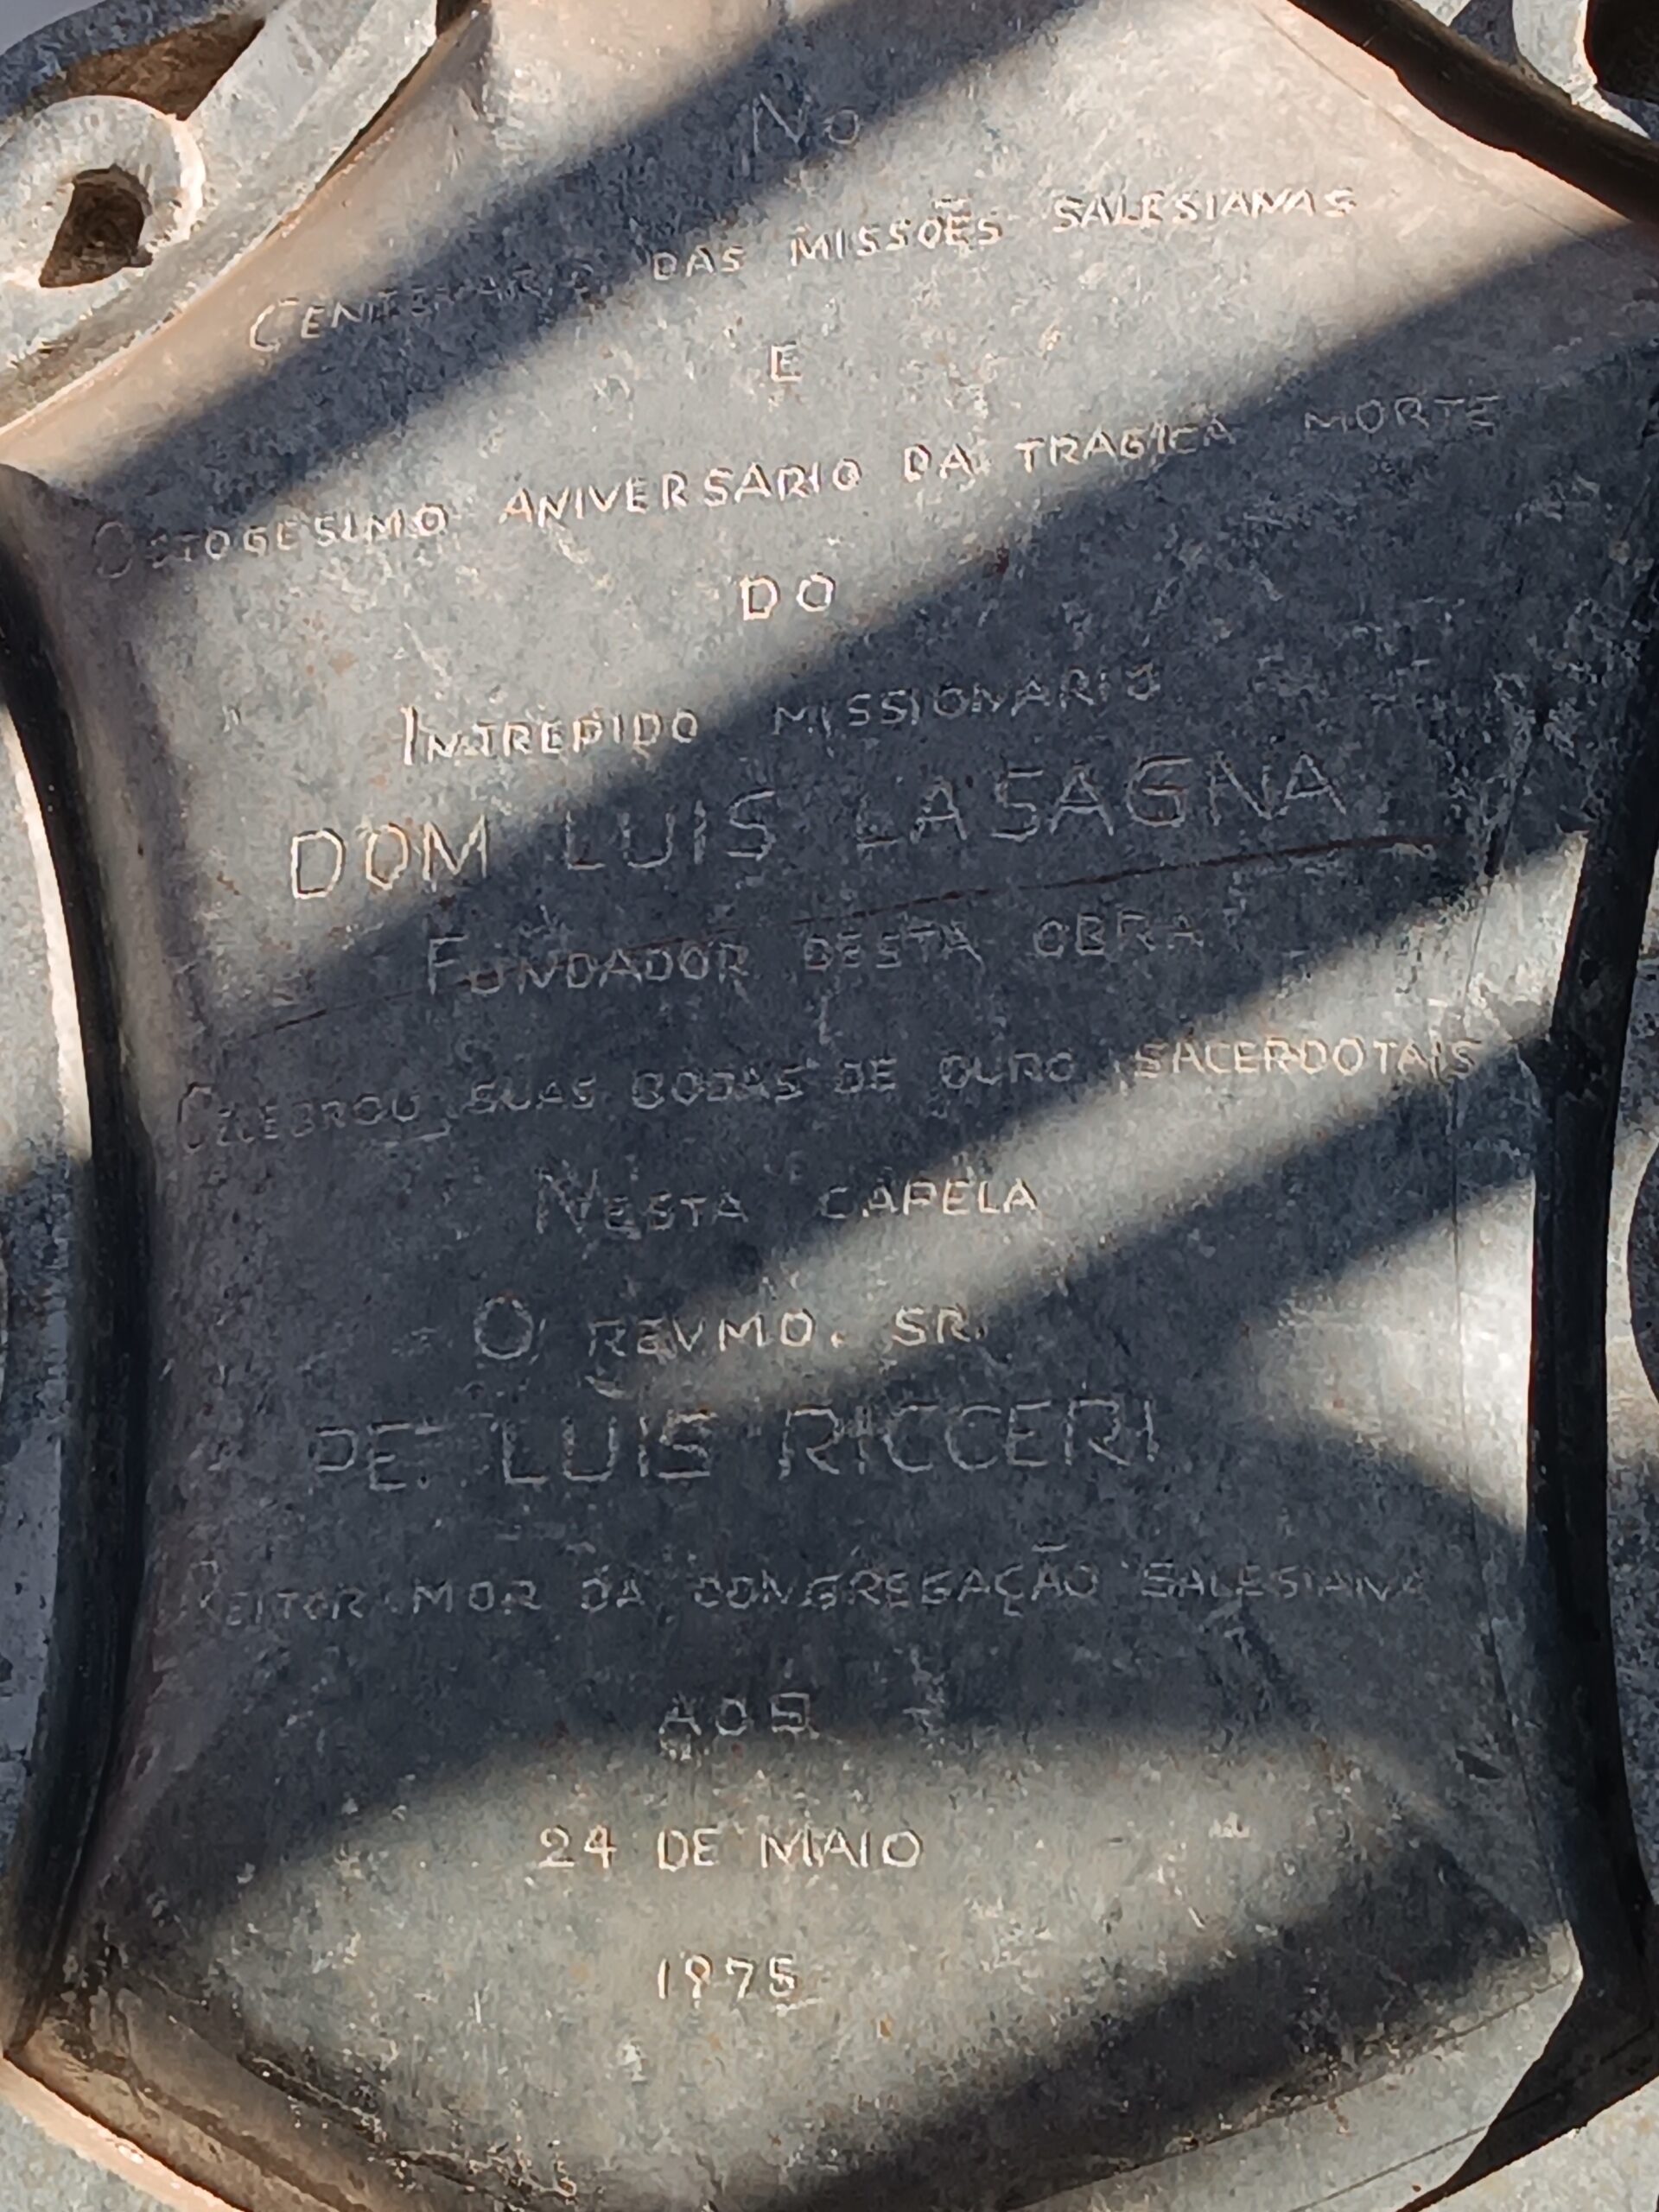 No
CENTENARIO DAS MISSÕES SALESIANAS
E
OCTOGESIMO ANIVERSARIO DA TRAGICA MORTE
DO
INTREPIDO MISSIONARIO
DOM LUIS LASAGNA
FUNDADOR DESTA OBRA
CELEBROU SUAS BODAS DE OURO SACERDOTAIS
NESTA CAPELA
O REVMO. SR.
PE. LUIS RICCERI
REITOR MOR DA CONGREGAÇÃO SALESIANA
AOS
24 DE MAIO
1975